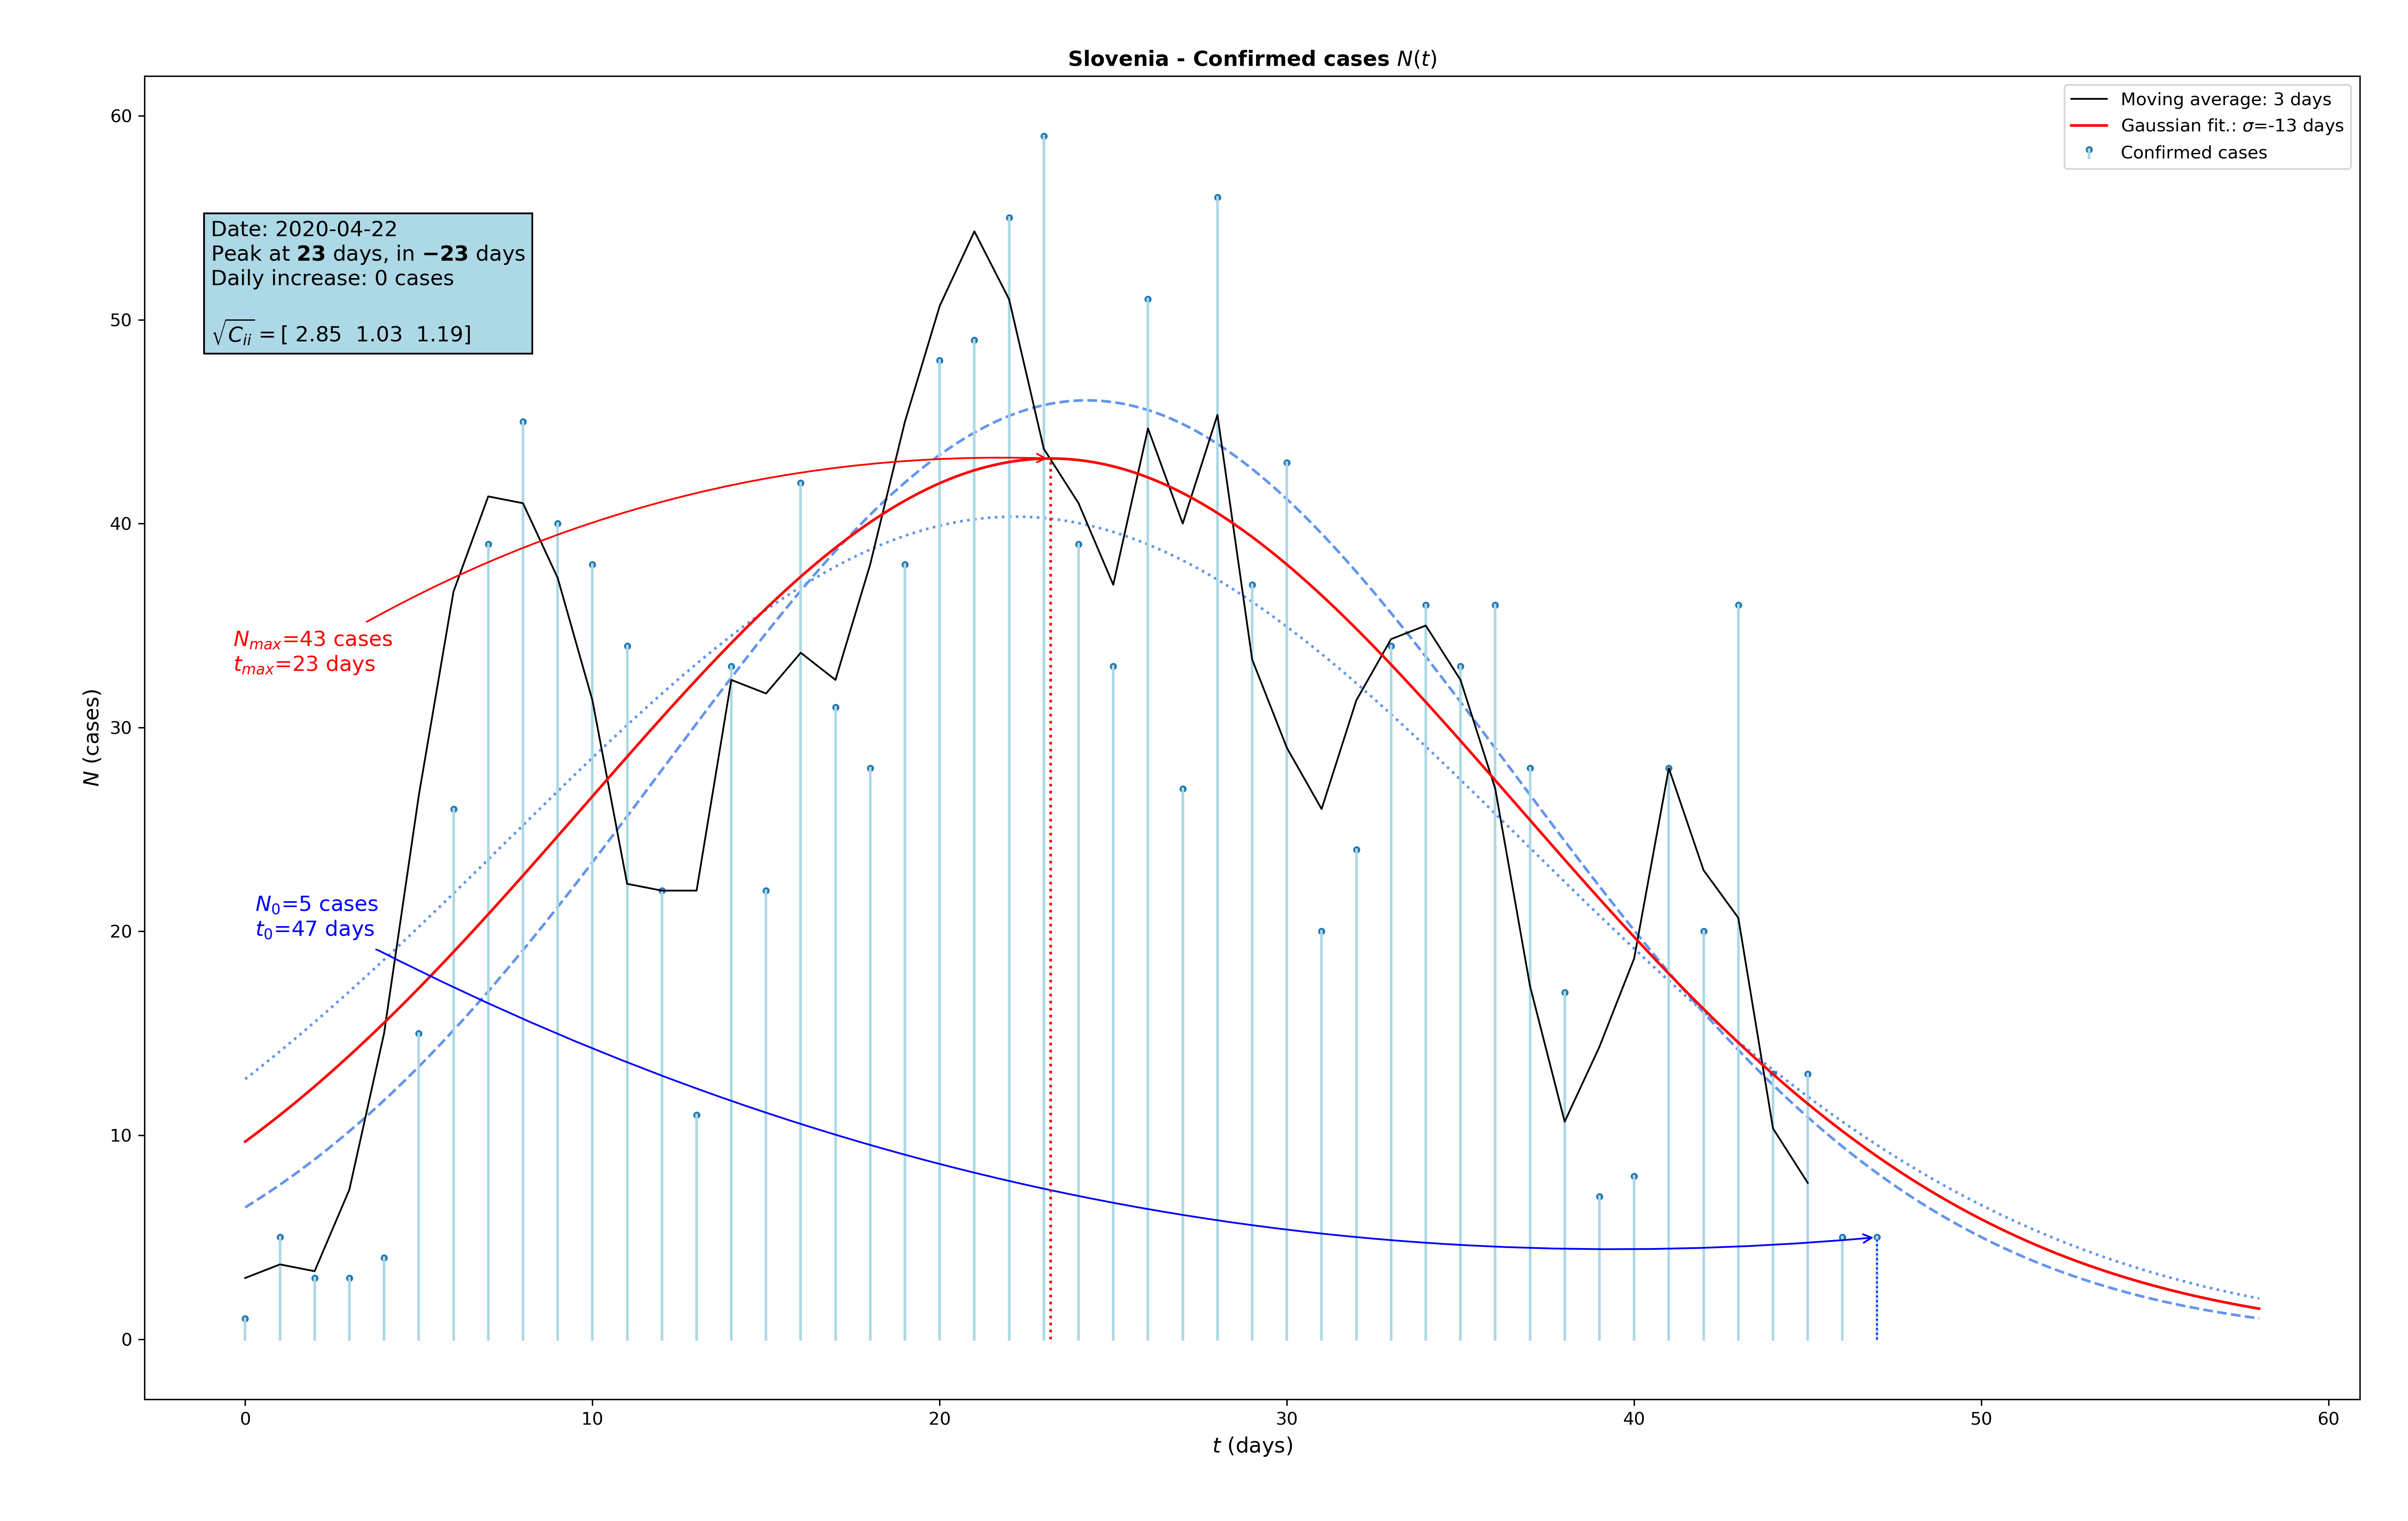 Slovenia - Confirmed cases N(t)
Moving average: 3 days
Gaussian fit.: σ=-13 days
Confirmed cases
Date: 2020-04-22
Peak at 23 days, in −23 days
Daily increase: 0 cases
√C_ii = [ 2.85 1.03 1.19]
N_max=43 cases
t_max=23 days
N_0=5 cases
t_0=47 days
N (cases)
60
50
40
30
20
10
0
0 10 20 30 40 50 60
t (days)